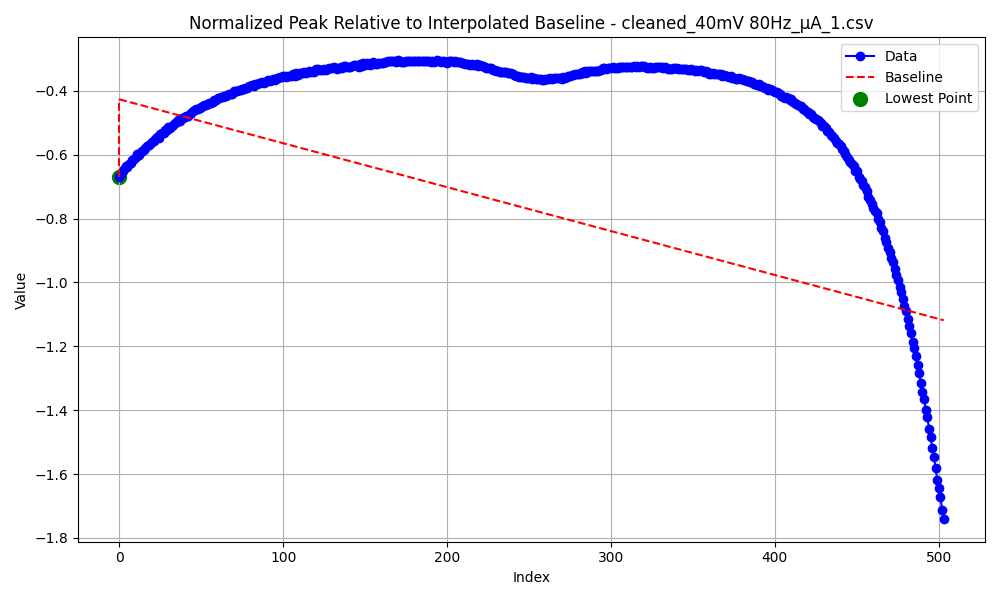 Normalized Peak Relative to Interpolated Baseline - cleaned_40mV 80Hz_μA_1.csv
Data
Baseline
Lowest Point
Value
−0.4
−0.6
−0.8
−1.0
−1.2
−1.4
−1.6
−1.8
0 100 200 300 400 500
Index